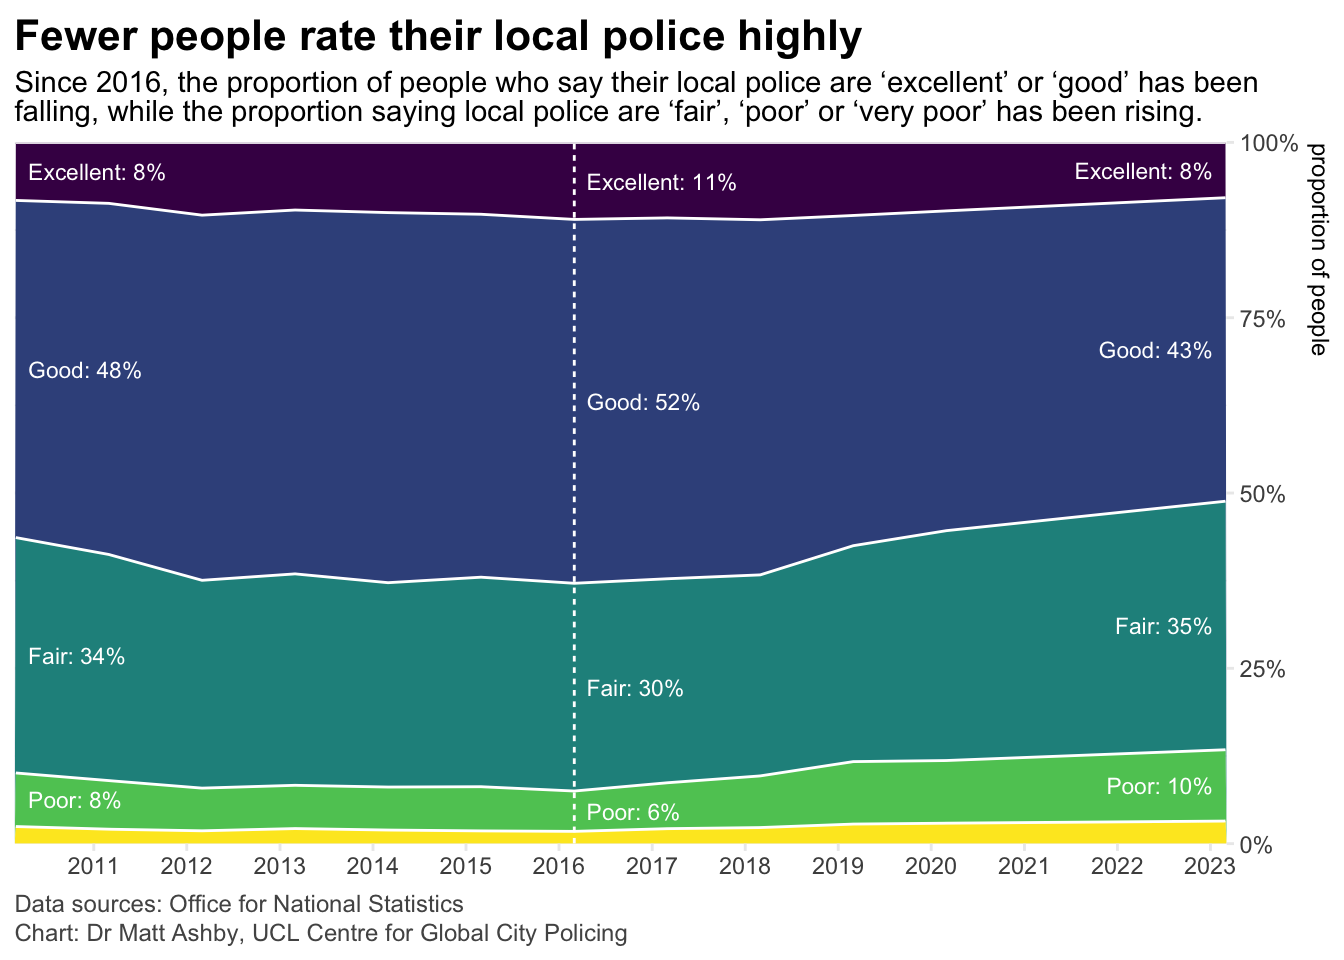 Fewer people rate their local police highly
Since 2016, the proportion of people who say their local police are ‘excellent’ or ‘good’ has been
falling, while the proportion saying local police are ‘fair’, ‘poor’ or ‘very poor’ has been rising.
100%
Excellent: 8%
Excellent: 11%
Excellent: 8%
proportion of people
75%
Good: 48%
Good: 52%
Good: 43%
50%
Fair: 34%
Fair: 30%
Fair: 35%
25%
Poor: 8%
Poor: 6%
Poor: 10%
0%
2011 2012 2013 2014 2015 2016 2017 2018 2019 2020 2021 2022 2023
Data sources: Office for National Statistics
Chart: Dr Matt Ashby, UCL Centre for Global City Policing